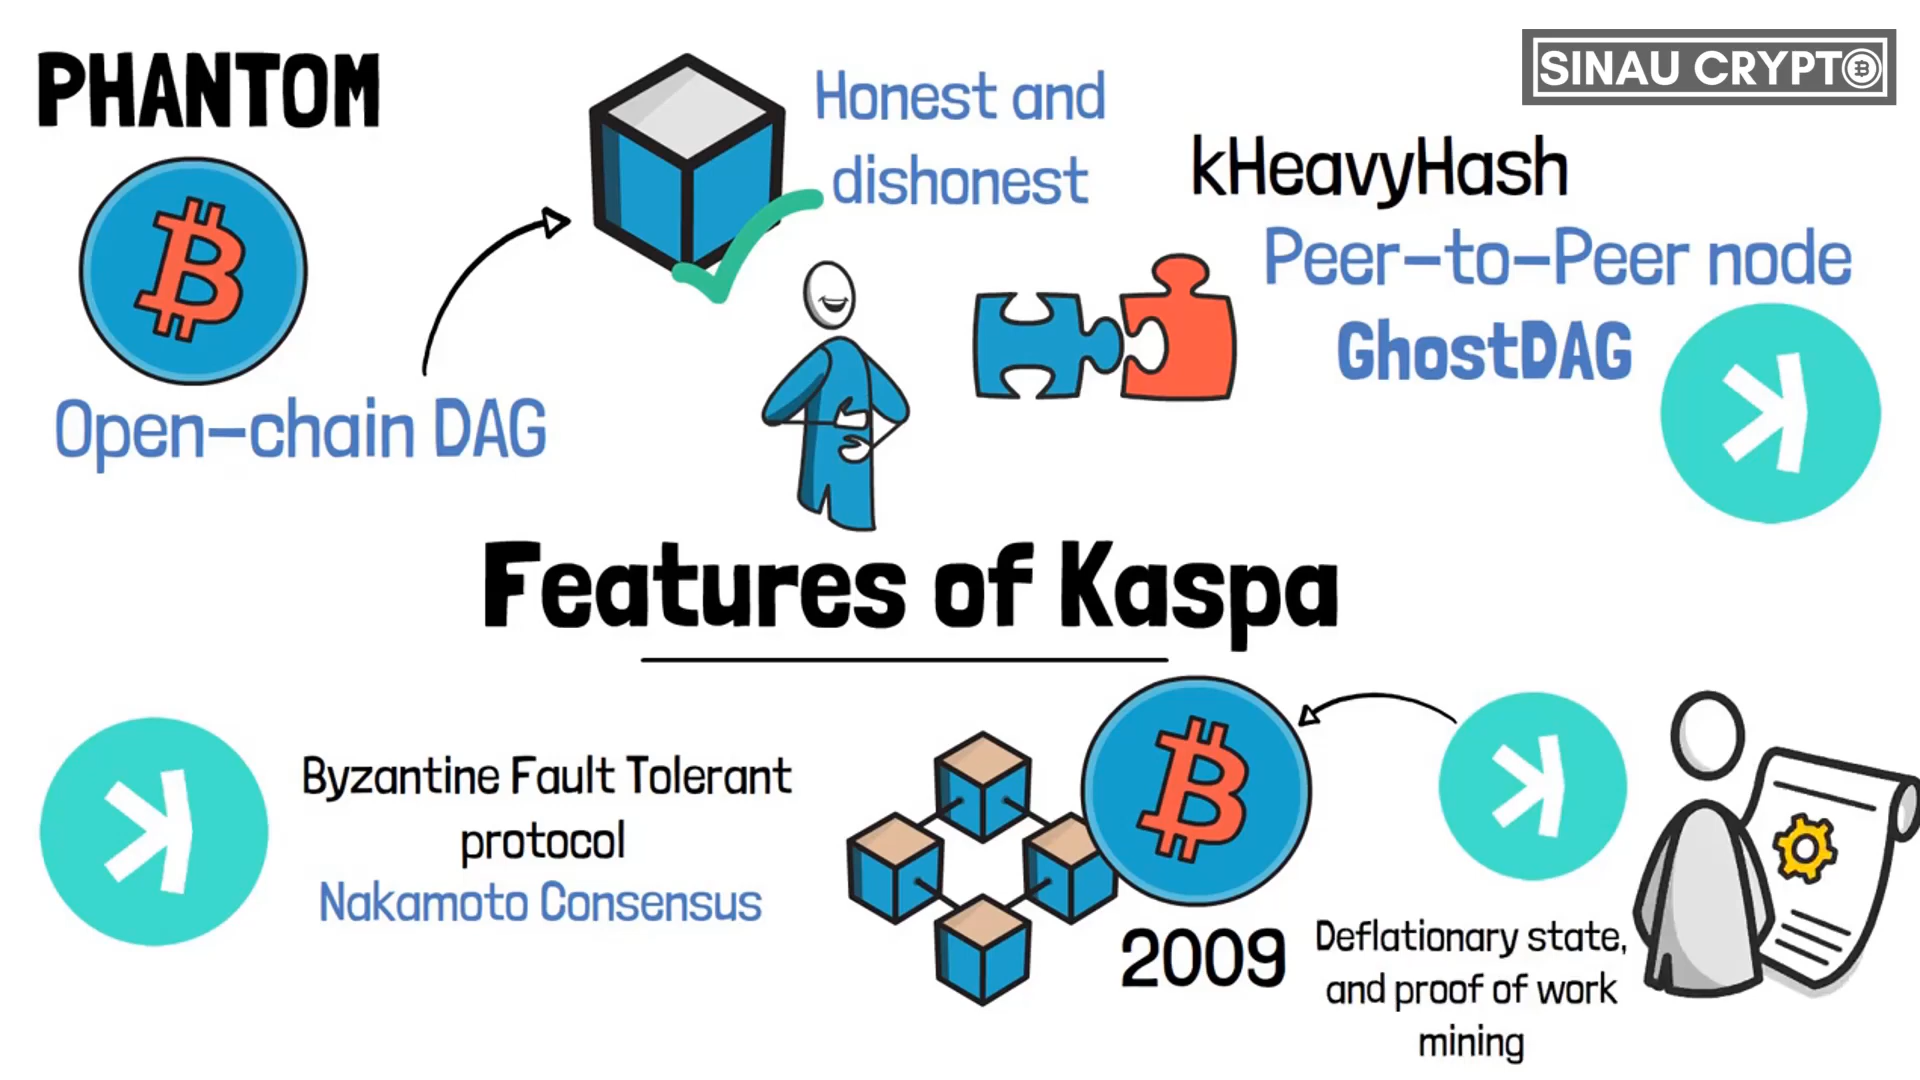 PHANTOM
Open-chain DAG
Honest and
dishonest
SINAU CRYPTO
kHeavyHash
Peer-to-Peer node
GhostDAG
Features of Kaspa
Byzantine Fault Tolerant
protocol
Nakamoto Consensus
2009
Deflationary state,
and proof of work
mining